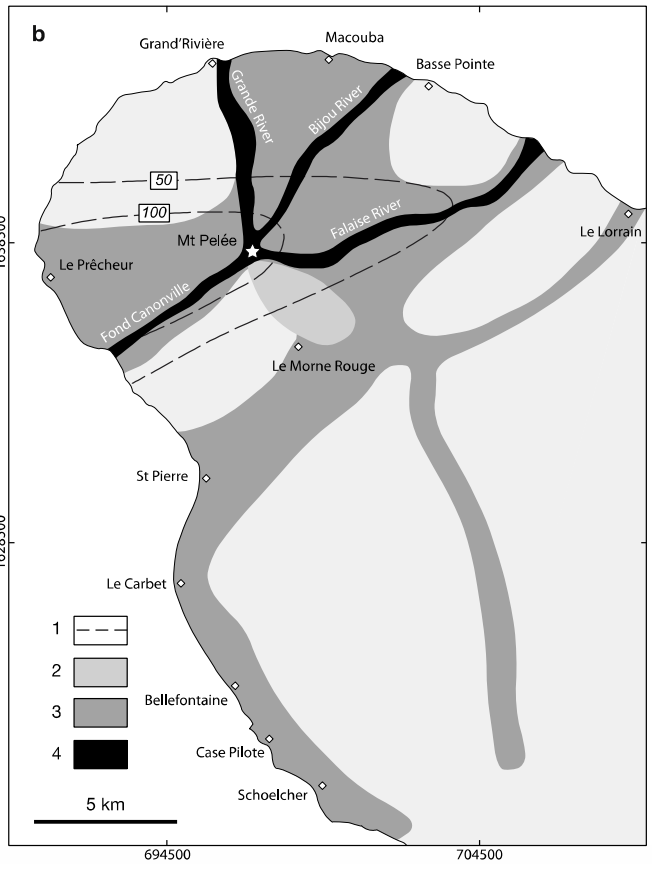 b
Grand'Rivière
Macouba
Basse Pointe
Grande River
Bijou River
50
100
Falaise River
Mt Pelée
Le Lorrain
Le Prêcheur
Fond Canonville
Le Morne Rouge
St Pierre
Le Carbet
1
2
3
4
Bellefontaine
Case Pilote
Schoelcher
5 km
694500
704500